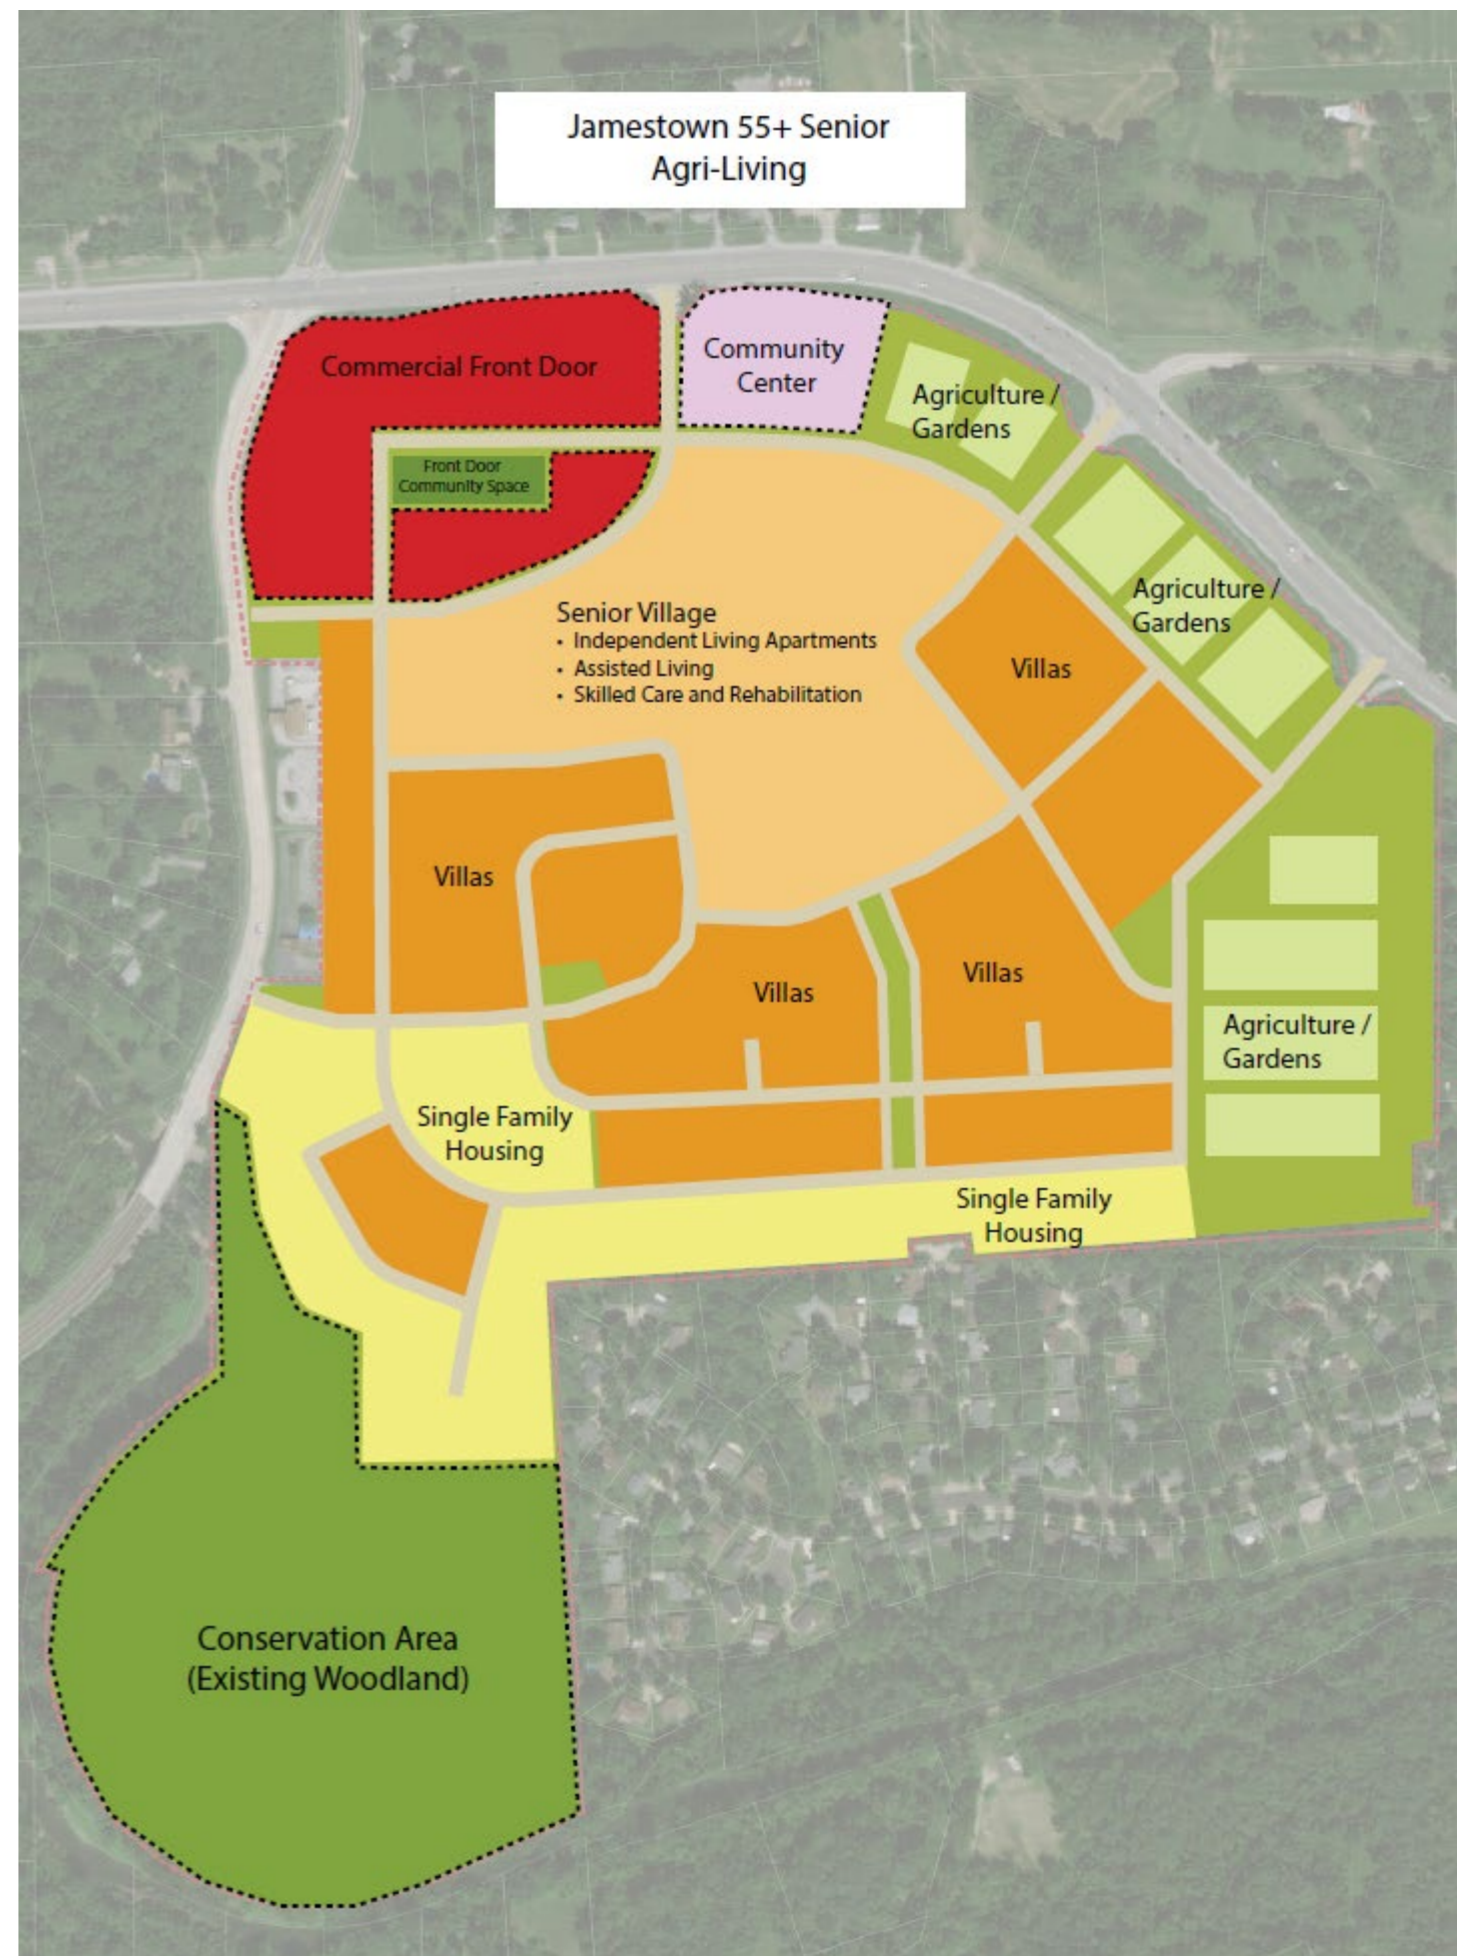 Jamestown 55+ Senior
Agri-Living
Commercial Front Door
Community
Center
Agriculture /
Gardens
Front Door
Community Space
Senior Village
• Independent Living Apartments
• Assisted Living
• Skilled Care and Rehabilitation
Agriculture /
Gardens
Villas
Villas
Villas
Villas
Agriculture /
Gardens
Single Family
Housing
Single Family
Housing
Conservation Area
(Existing Woodland)